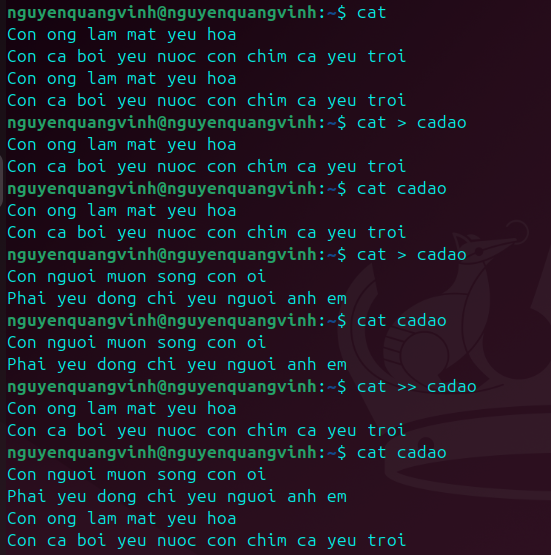 nguyenquangvinh@nguyenquangvinh:~$ cat
Con ong lam mat yeu hoa
Con ca boi yeu nuoc con chim ca yeu troi
Con ong lam mat yeu hoa
Con ca boi yeu nuoc con chim ca yeu troi
nguyenquangvinh@nguyenquangvinh:~$ cat > cadao
Con ong lam mat yeu hoa
Con ca boi yeu nuoc con chim ca yeu troi
nguyenquangvinh@nguyenquangvinh:~$ cat cadao
Con ong lam mat yeu hoa
Con ca boi yeu nuoc con chim ca yeu troi
nguyenquangvinh@nguyenquangvinh:~$ cat > cadao
Con nguoi muon song con oi
Phai yeu dong chi yeu nguoi anh em
nguyenquangvinh@nguyenquangvinh:~$ cat cadao
Con nguoi muon song con oi
Phai yeu dong chi yeu nguoi anh em
nguyenquangvinh@nguyenquangvinh:~$ cat >> cadao
Con ong lam mat yeu hoa
Con ca boi yeu nuoc con chim ca yeu troi
nguyenquangvinh@nguyenquangvinh:~$ cat cadao
Con nguoi muon song con oi
Phai yeu dong chi yeu nguoi anh em
Con ong lam mat yeu hoa
Con ca boi yeu nuoc con chim ca yeu troi